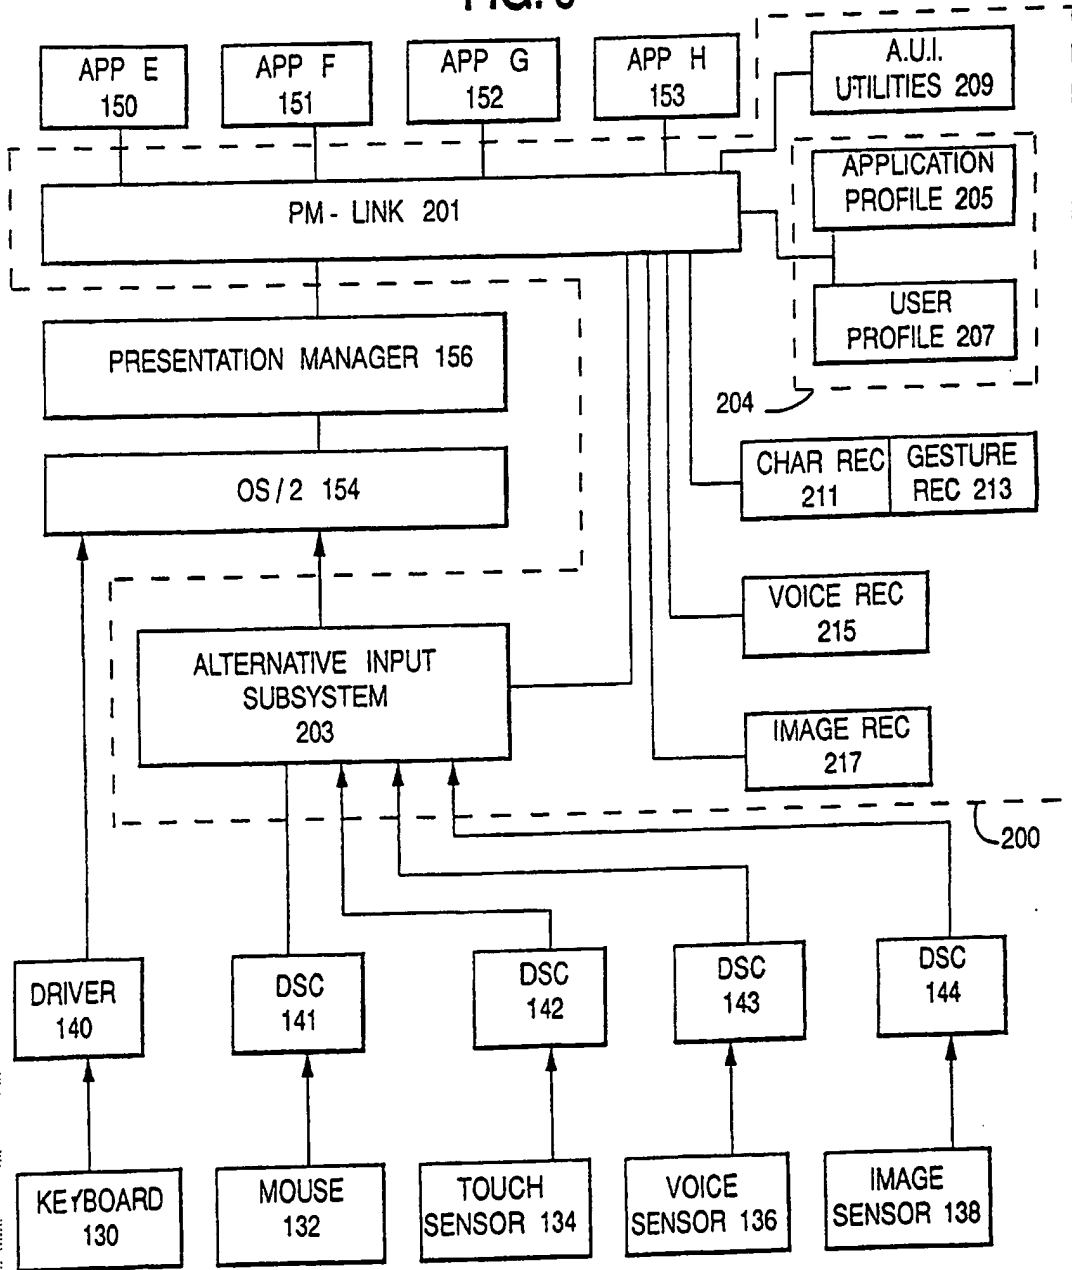 APP E
150
APP F
151
APP G
152
APP H
153
A.U.I.
UTILITIES 209
APPLICATION
PROFILE 205
PM - LINK 201
USER
PROFILE 207
PRESENTATION MANAGER 156
204
CHAR REC
211
GESTURE
REC 213
OS/2 154
VOICE REC
215
ALTERNATIVE INPUT
SUBSYSTEM
203
IMAGE REC
217
200
DRIVER
140
DSC
141
DSC
142
DSC
143
DSC
144
KEYBOARD
130
MOUSE
132
TOUCH
SENSOR 134
VOICE
SENSOR 136
IMAGE
SENSOR 138